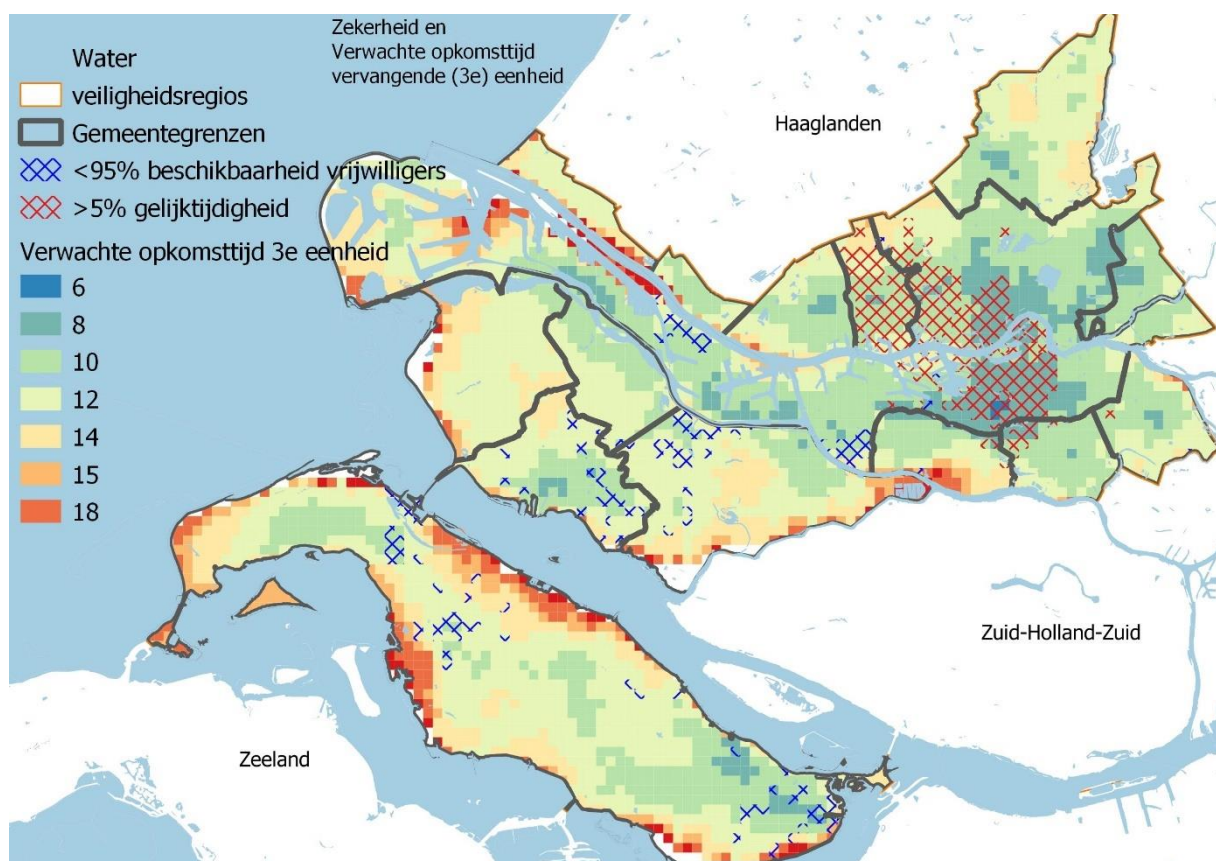 Zekerheid en
Verwachte opkomsttijd
vervangende (3e) eenheid
Water
veiligheidsregios
Gemeentegrenzen
<95% beschikbaarheid vrijwilligers
>5% gelijktijdigheid
Verwachte opkomsttijd 3e eenheid
6
8
10
12
14
15
18
Haaglanden
Zuid-Holland-Zuid
Zeeland